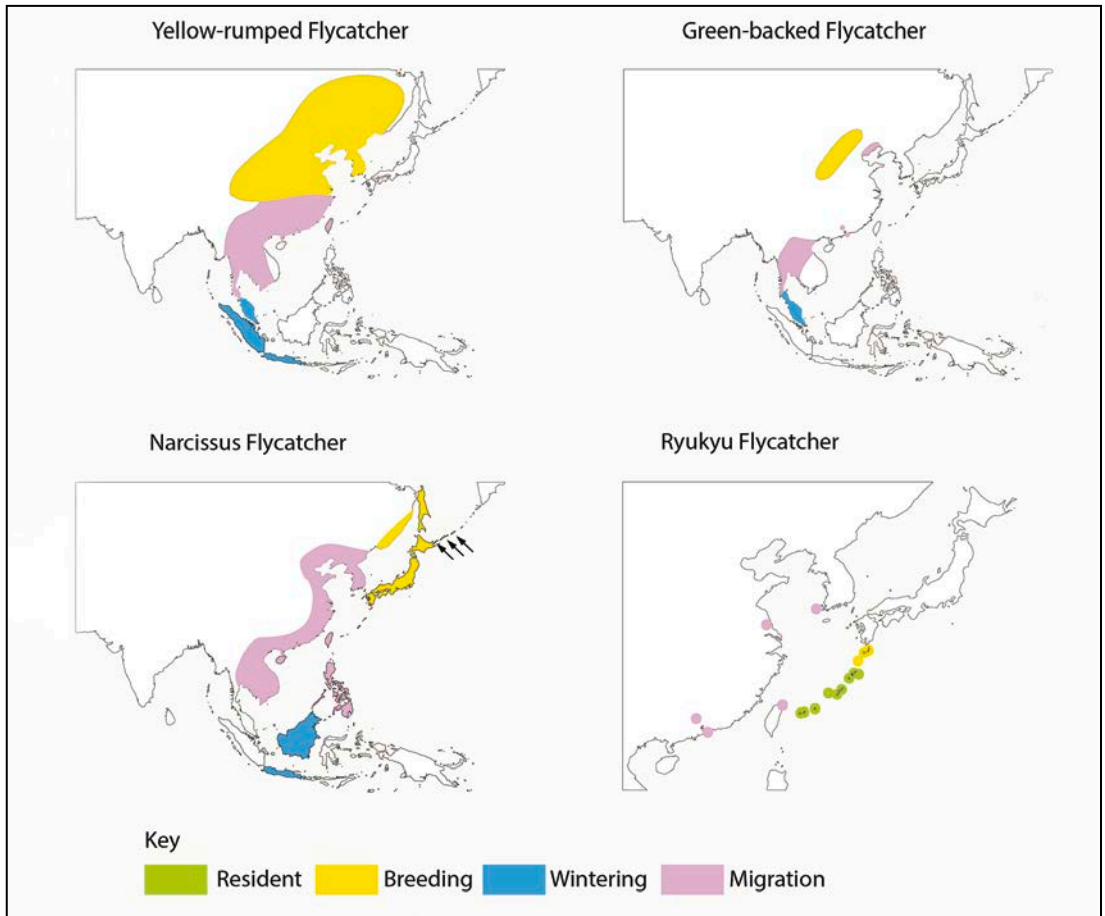 Yellow-rumped Flycatcher
Green-backed Flycatcher
Narcissus Flycatcher
Ryukyu Flycatcher
Key
Resident
Breeding
Wintering
Migration